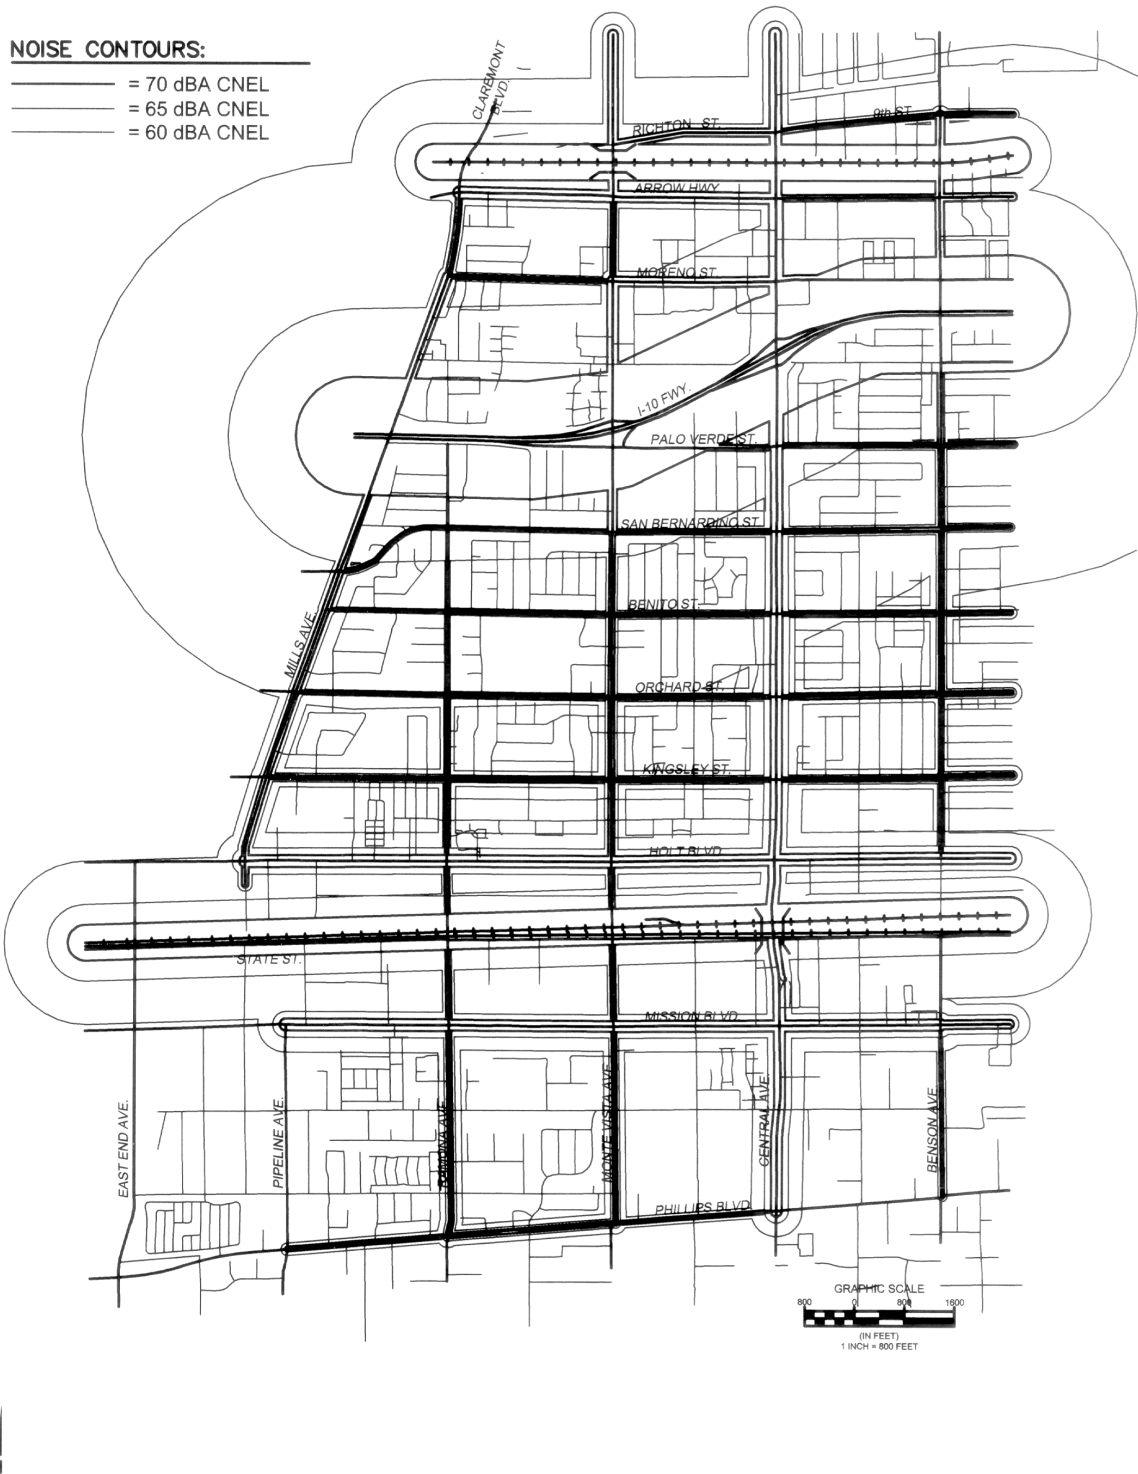 NOISE CONTOURS:
= 70 dBA CNEL
= 65 dBA CNEL
= 60 dBA CNEL
CLAREMONT
BLVD.
9th ST.
RICHTON ST.
ARROW HWY
MORENO ST.
I-10 FWY.
PALO VERDE ST.
SAN BERNARDINO ST.
BENITO ST.
MILLS AVE.
ORCHARD ST.
KINGSLEY ST.
HOLT BLVD.
STATE ST.
MISSION BLVD.
EAST END AVE.
PIPELINE AVE.
RAMONA AVE.
MONTE VISTA AVE.
CENTRAL AVE.
BENSON AVE.
PHILLIPS BLVD.
GRAPHIC SCALE
800 0 800 1600
(IN FEET)
1 INCH = 800 FEET